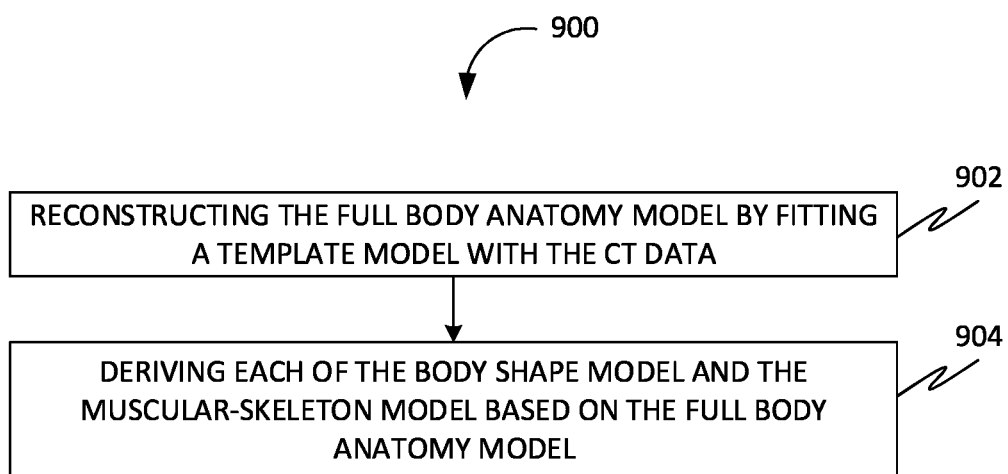 900
902
RECONSTRUCTING THE FULL BODY ANATOMY MODEL BY FITTING
A TEMPLATE MODEL WITH THE CT DATA
904
DERIVING EACH OF THE BODY SHAPE MODEL AND THE
MUSCULAR-SKELETON MODEL BASED ON THE FULL BODY
ANATOMY MODEL